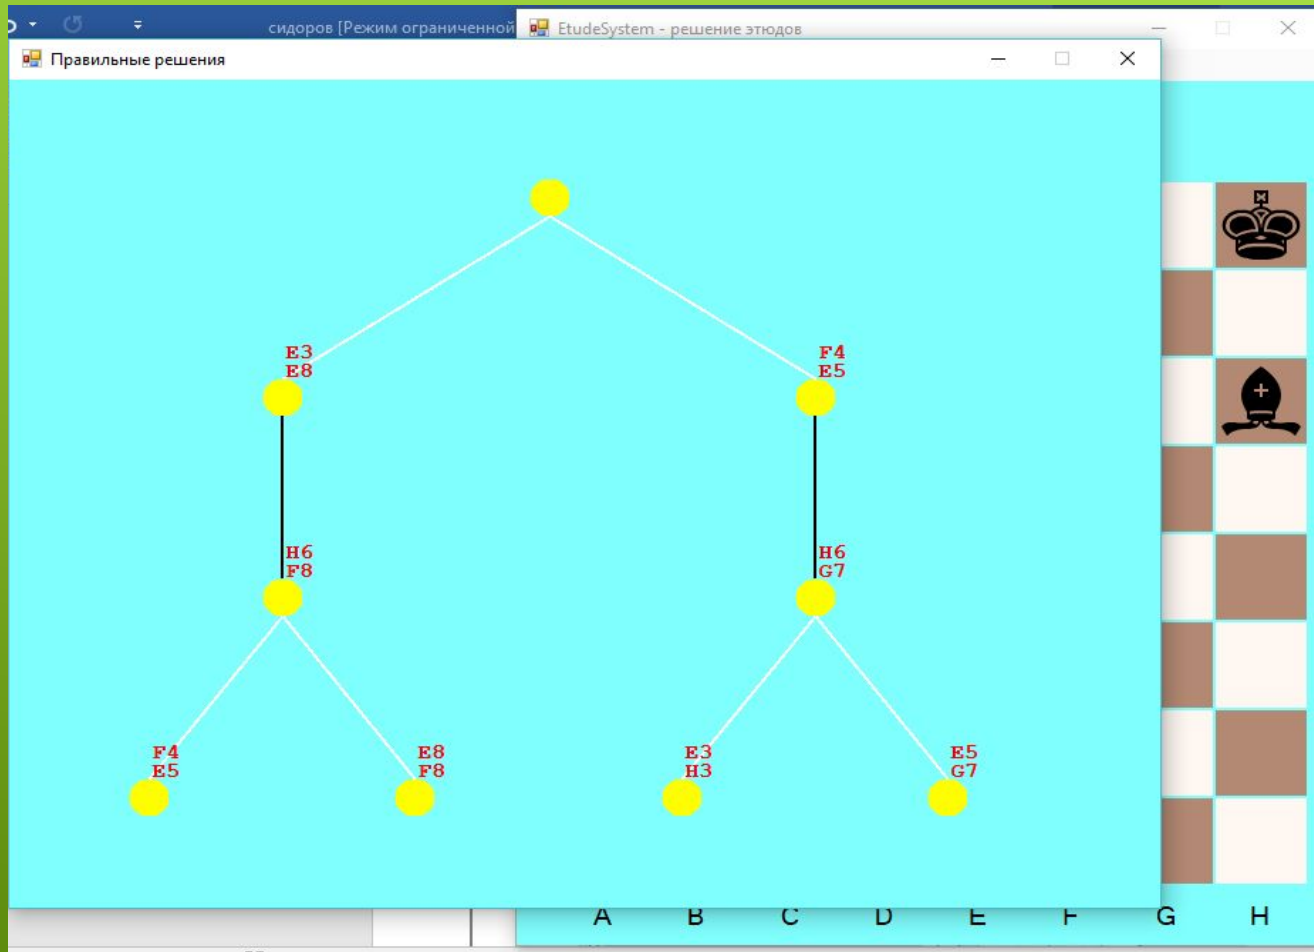 сидоров [Режим ограниченной
EtudeSystem - решение этюдов
Правильные решения
E3
E8
F4
E5
H6
F8
H6
G7
F4
E5
E8
F8
E3
H3
E5
G7
A B C D E F G H